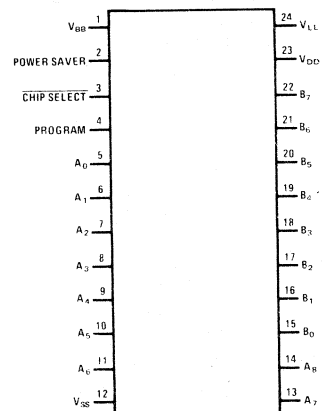 V_BB 1
24 V_LL
POWER SAVER 2
23 V_DD
CHIP SELECT 3
22 B_7
PROGRAM 4
21 B_6
A_0 5
20 B_5
A_1 6
19 B_4
A_2 7
18 B_3
A_3 8
17 B_2
A_4 9
16 B_1
A_5 10
15 B_0
A_6 11
14 A_8
V_SS 12
13 A_7